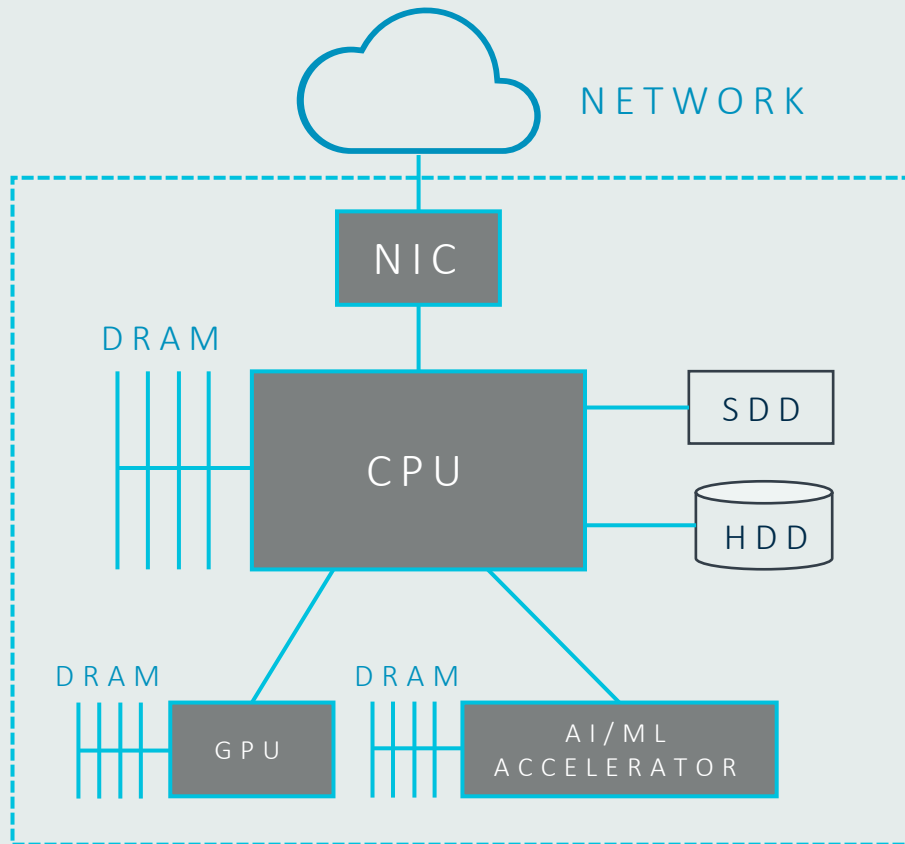 NETWORK
NIC
DRAM
CPU
SDD
HDD
DRAM
GPU
DRAM
AI/ML
ACCELERATOR